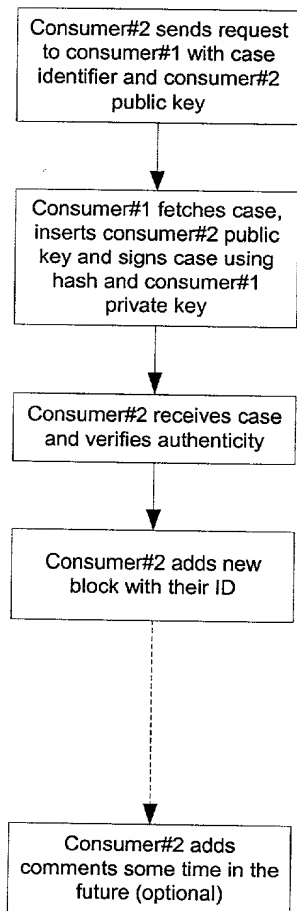 Consumer#2 sends request
to consumer#1 with case
identifier and consumer#2
public key
Consumer#1 fetches case,
inserts consumer#2 public
key and signs case using
hash and consumer#1
private key
Consumer#2 receives case
and verifies authenticity
Consumer#2 adds new
block with their ID
Consumer#2 adds
comments some time in the
future (optional)